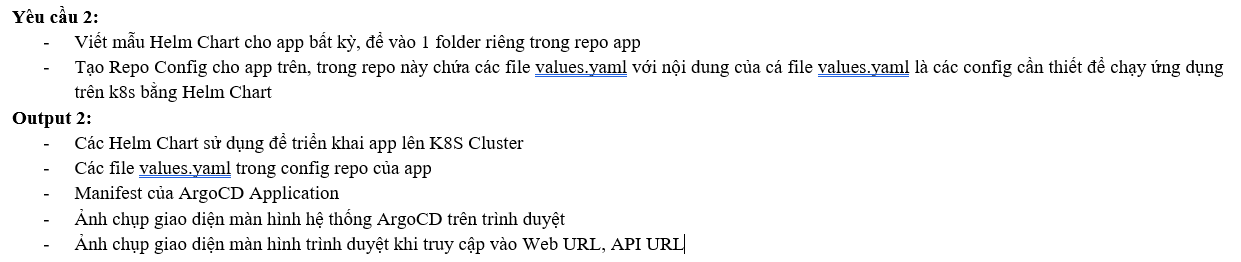 Yêu cầu 2:
- Viết mẫu Helm Chart cho app bất kỳ, để vào 1 folder riêng trong repo app
- Tạo Repo Config cho app trên, trong repo này chứa các file values.yaml với nội dung của cá file values.yaml là các config cần thiết để chạy ứng dụng
trên k8s bằng Helm Chart
Output 2:
- Các Helm Chart sử dụng để triển khai app lên K8S Cluster
- Các file values.yaml trong config repo của app
- Manifest của ArgoCD Application
- Ảnh chụp giao diện màn hình hệ thống ArgoCD trên trình duyệt
- Ảnh chụp giao diện màn hình trình duyệt khi truy cập vào Web URL, API URL